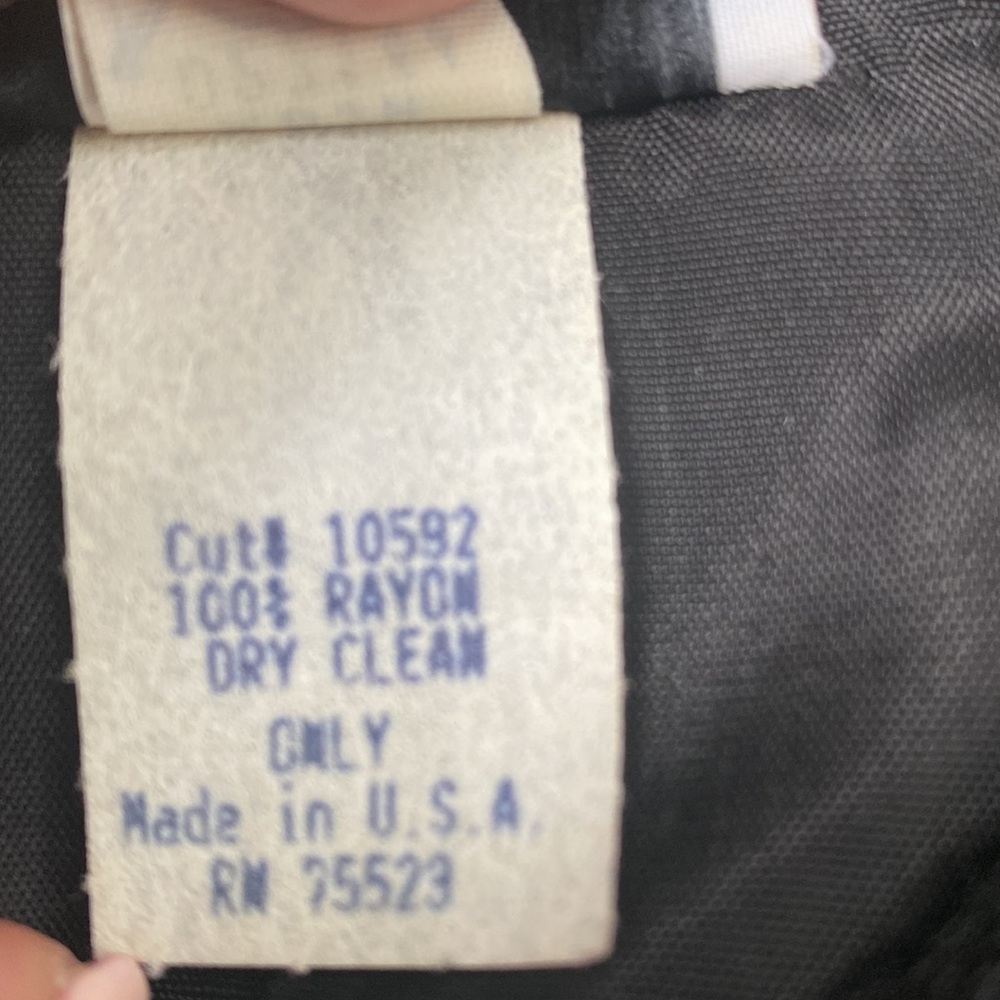 Cut# 10592
100% RAYON
DRY CLEAN
ONLY
Made in U.S.A.
RN 75523